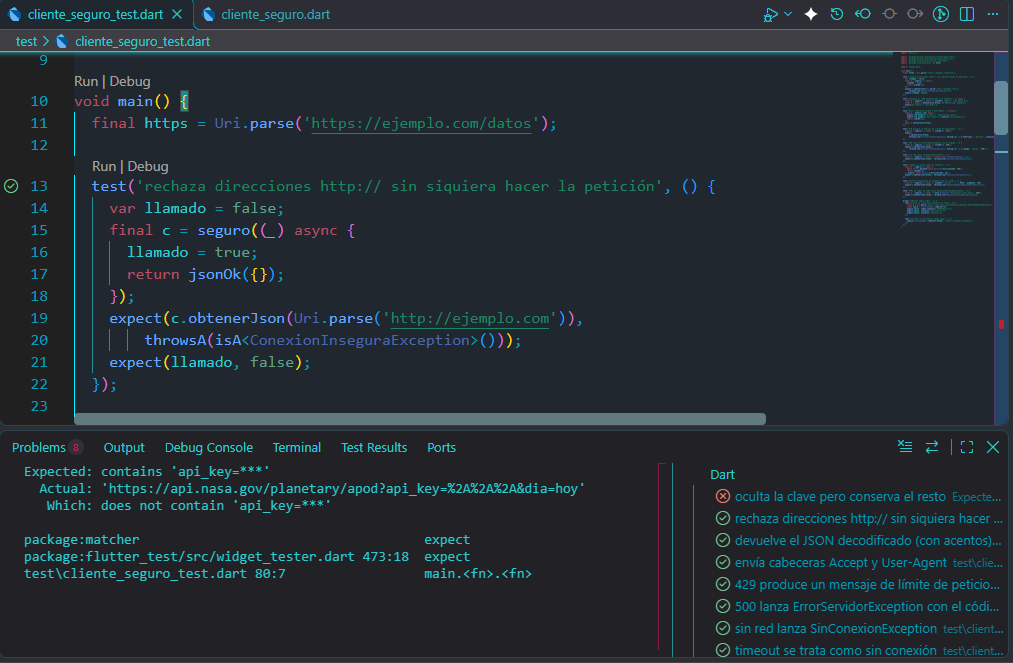 cliente_seguro_test.dart
cliente_seguro.dart
test > cliente_seguro_test.dart
9
Run | Debug
10 void main() {
11 final https = Uri.parse('https://ejemplo.com/datos');
12
Run | Debug
13 test('rechaza direcciones http:// sin siquiera hacer la petición', () {
14 var llamado = false;
15 final c = seguro((_) async {
16 llamado = true;
17 return jsonOk({});
18 });
19 expect(c.obtenerJson(Uri.parse('http://ejemplo.com')),
20 throwsA(isA<ConexionInseguraException>()));
21 expect(llamado, false);
22 });
23
Problems 8 Output Debug Console Terminal Test Results Ports
Expected: contains 'api_key=***'
Actual: 'https://api.nasa.gov/planetary/apod?api_key=%2A%2A%2A&dia=hoy'
Which: does not contain 'api_key=***'
package:matcher expect
package:flutter_test/src/widget_tester.dart 473:18 expect
test\cliente_seguro_test.dart 80:7 main.<fn>.<fn>
Dart
oculta la clave pero conserva el resto Expecte...
rechaza direcciones http:// sin siquiera hacer ...
devuelve el JSON decodificado (con acentos)...
envía cabeceras Accept y User-Agent test\clie...
429 produce un mensaje de límite de peticio...
500 lanza ErrorServidorException con el códi...
sin red lanza SinConexionException test\client...
timeout se trata como sin conexión test\client...